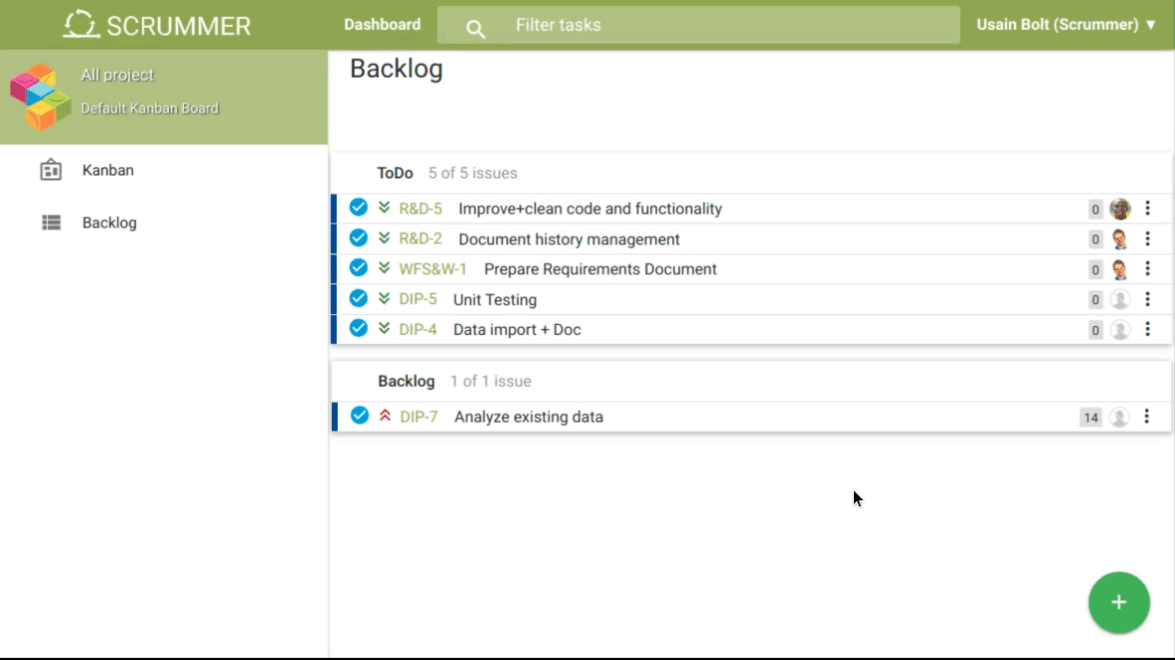 SCRUMMER Dashboard Filter tasks Usain Bolt (Scrummer) ▼
All project
Default Kanban Board
Kanban
Backlog
Backlog
ToDo 5 of 5 issues
R&D-5 Improve+clean code and functionality 0
R&D-2 Document history management 0
WFS&W-1 Prepare Requirements Document 0
DIP-5 Unit Testing 0
DIP-4 Data import + Doc 0
Backlog 1 of 1 issue
DIP-7 Analyze existing data 14
+